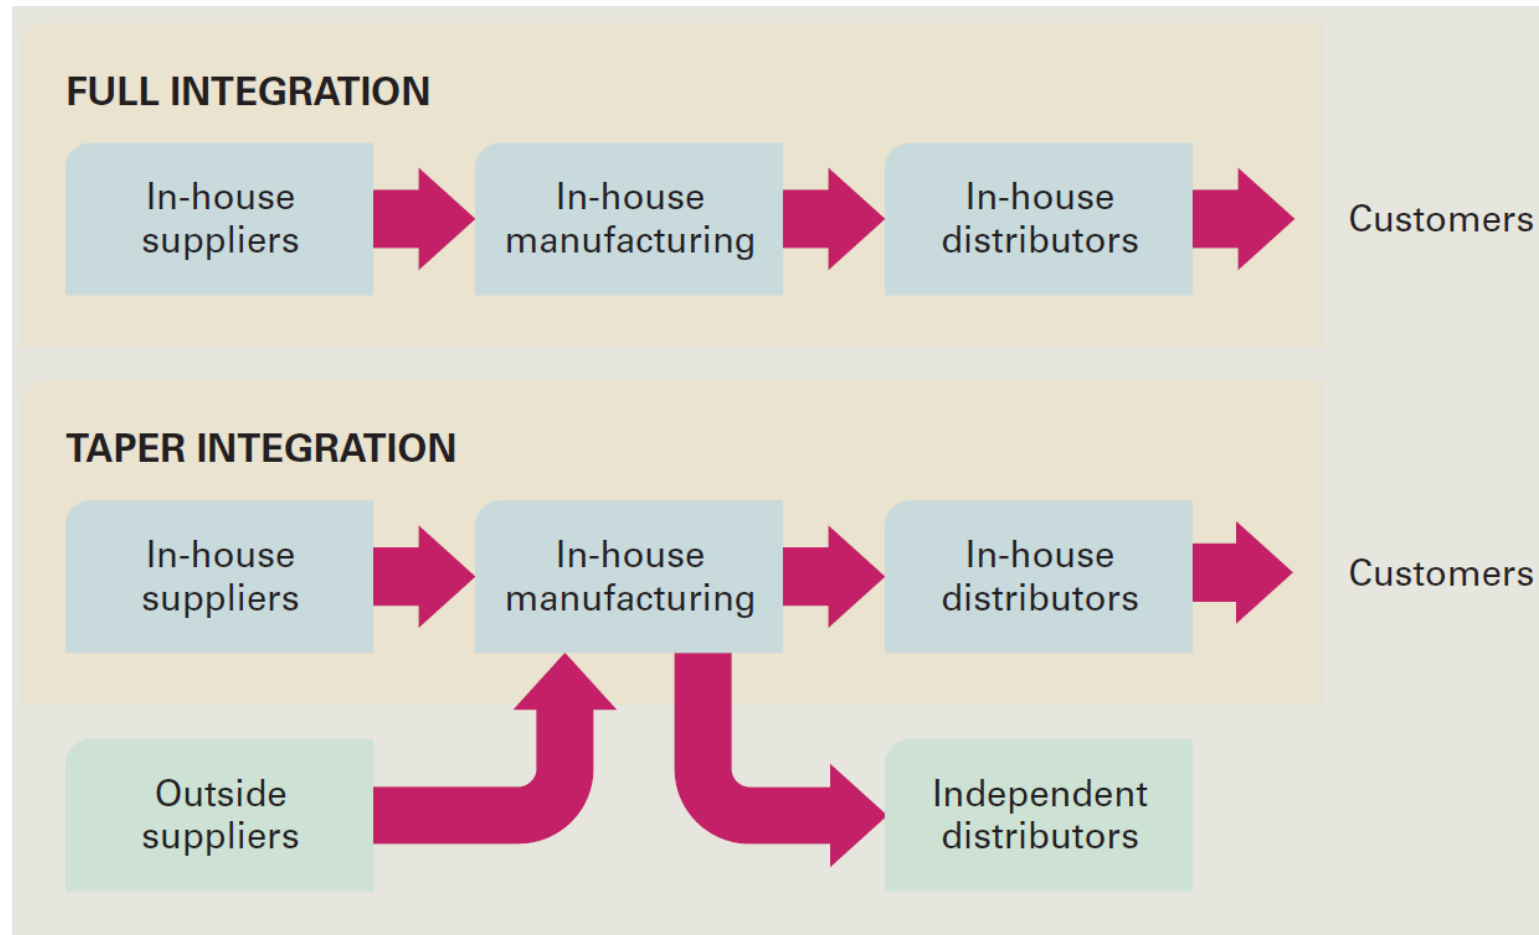 FULL INTEGRATION
In-house
suppliers
In-house
manufacturing
In-house
distributors
Customers
TAPER INTEGRATION
In-house
suppliers
In-house
manufacturing
In-house
distributors
Customers
Outside
suppliers
Independent
distributors